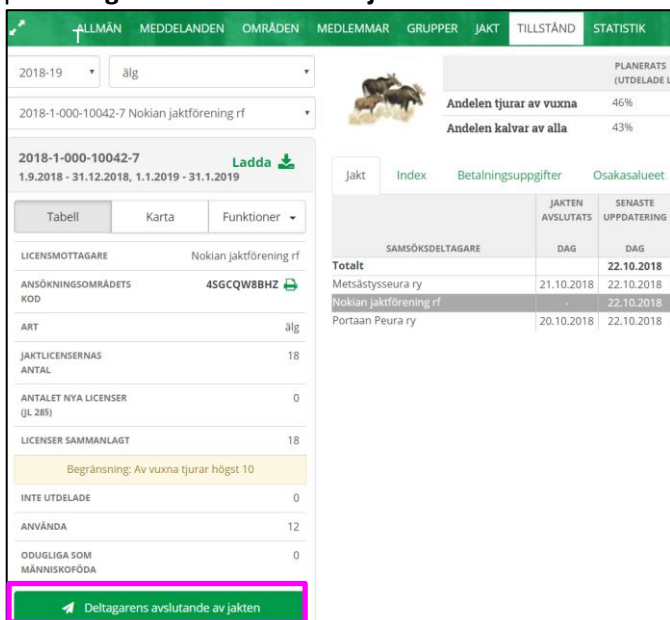 ALLMÄN MEDDELANDEN OMRÅDEN MEDLEMMAR GRUPPER JAKT TILLSTÅND STATISTIK
2018-19 älg
2018-1-000-10042-7 Nokian jaktförening rf
2018-1-000-10042-7 Ladda
1.9.2018 - 31.12.2018, 1.1.2019 - 31.1.2019
Tabell Karta Funktioner
LICENSMOTTAGARE Nokian jaktförening rf
ANSÖKNINGSOMRÅDETS KOD 4SGCQW8BHZ
ART älg
JAKTLICENSERNAS ANTAL 18
ANTALET NYA LICENSER (JL 28§) 0
LICENSER SAMMANLAGT 18
Begränsning: Av vuxna tjurar högst 10
INTE UTDELADE 0
ANVÄNDA 12
ODUGLIGA SOM MÄNNISKOFÖDA 0
Deltagarens avslutande av jakten
PLANERATS
(UTDELADE
Andelen tjurar av vuxna 46%
Andelen kalvar av alla 43%
Jakt Index Betalningsuppgifter Osakasalueet
JAKTEN AVSLUTATS SENASTE UPPDATERING
SAMSÖKSDELTAGARE DAG DAG
Totalt 22.10.2018
Metsästysseura ry 21.10.2018 22.10.2018
Nokian jaktförening rf - 22.10.2018
Portaan Peura ry 20.10.2018 22.10.2018